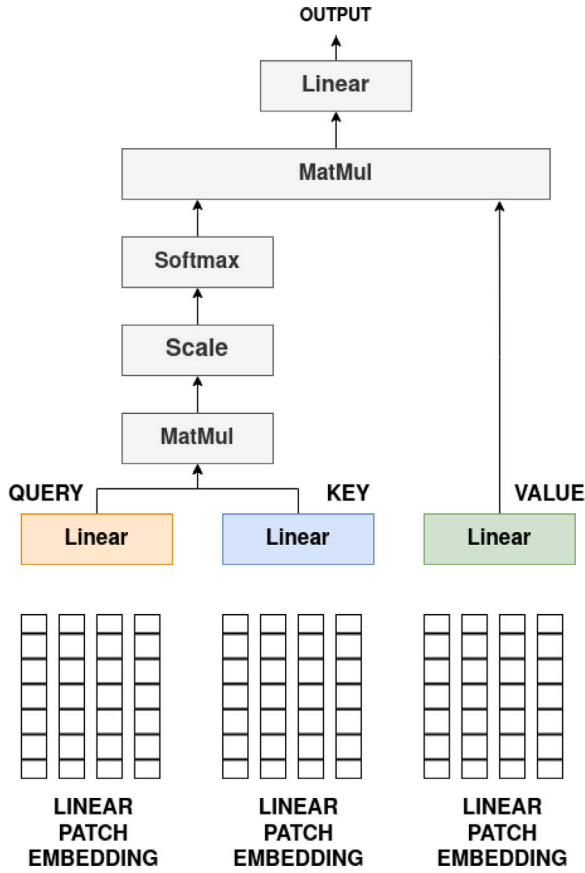 OUTPUT
Linear
MatMul
Softmax
Scale
MatMul
QUERY KEY VALUE
Linear Linear Linear
LINEAR LINEAR LINEAR
PATCH PATCH PATCH
EMBEDDING EMBEDDING EMBEDDING